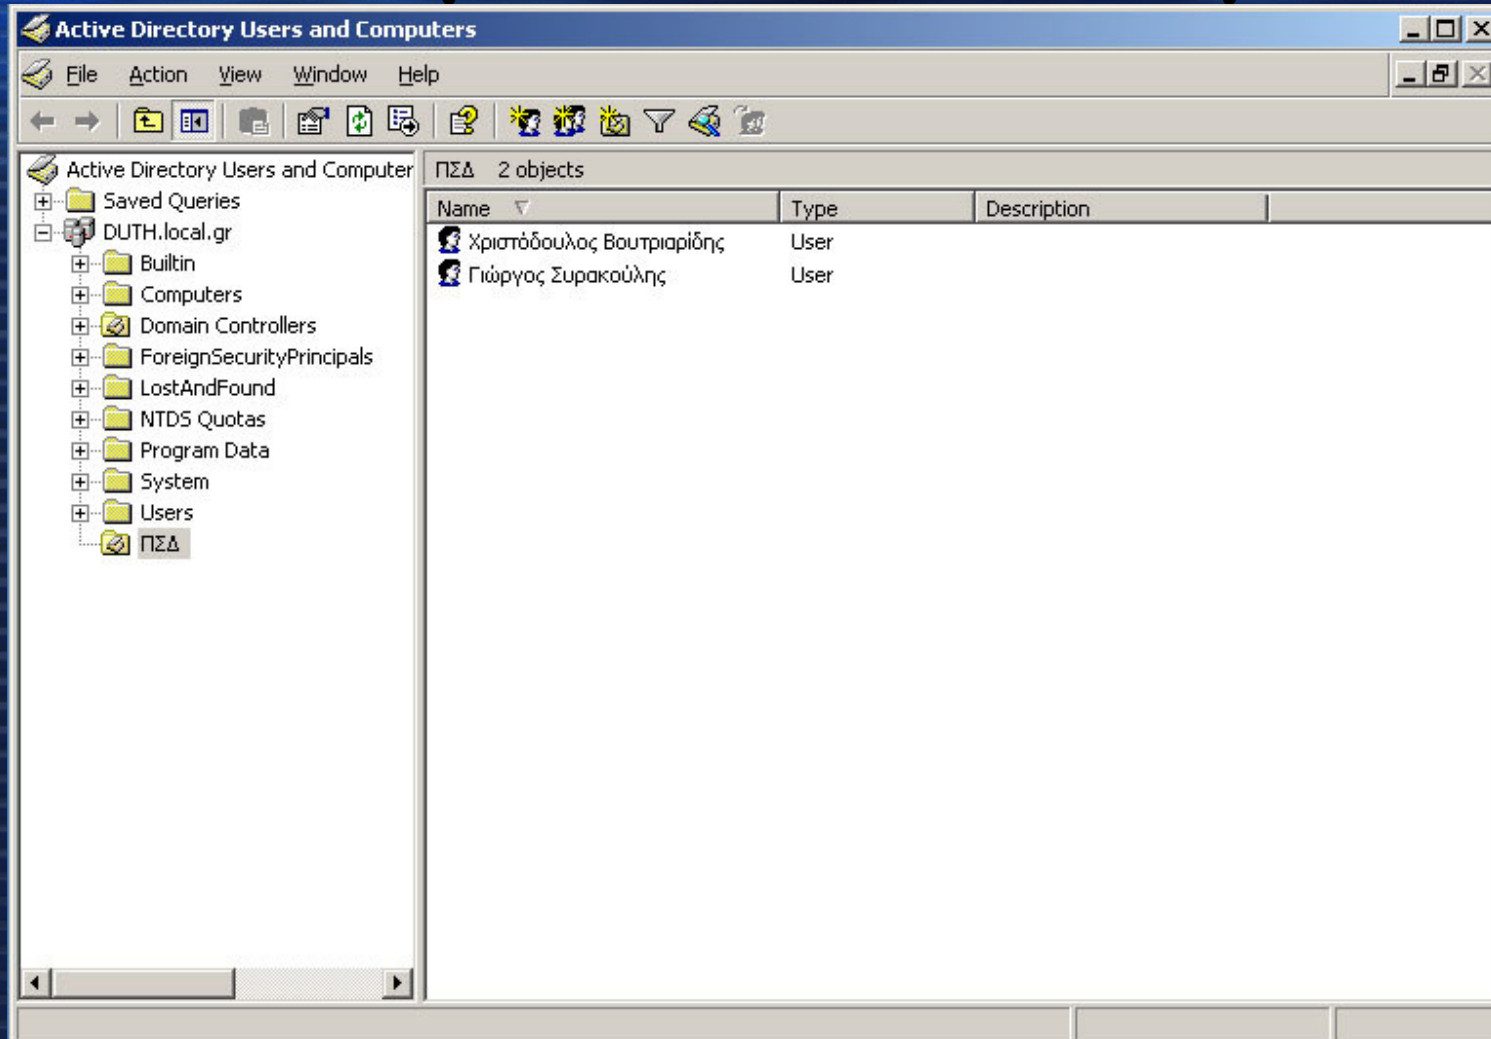 Active Directory Users and Computers
File Action View Window Help
Active Directory Users and Computer
Saved Queries
DUTH.local.gr
Builtin
Computers
Domain Controllers
ForeignSecurityPrincipals
LostAndFound
NTDS Quotas
Program Data
System
Users
ΠΣΔ
ΠΣΔ 2 objects
Name Type Description
Χριστόδουλος Βουτριαρίδης User
Γιώργος Συρακούλης User